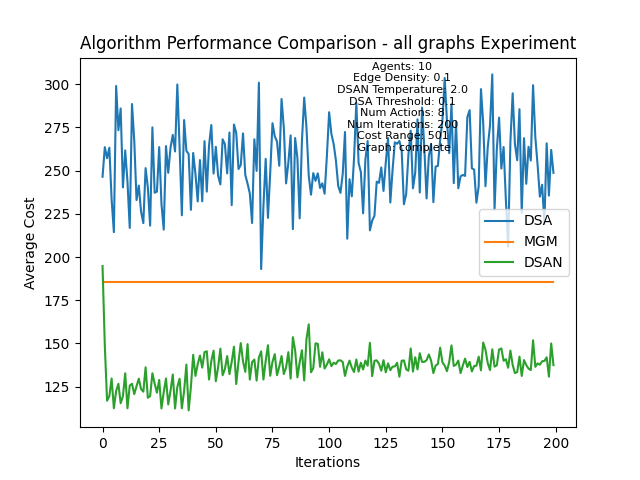 Algorithm Performance Comparison - all graphs Experiment
Agents: 10
Edge Density: 0.1
DSAN Temperature: 2.0
DSA Threshold: 0.1
Num Actions: 8
Num Iterations: 200
Cost Range: 501
Graph: complete
Average Cost
300
275
250
225
200
175
150
125
DSA
MGM
DSAN
0
25
50
75
100
125
150
175
200
Iterations